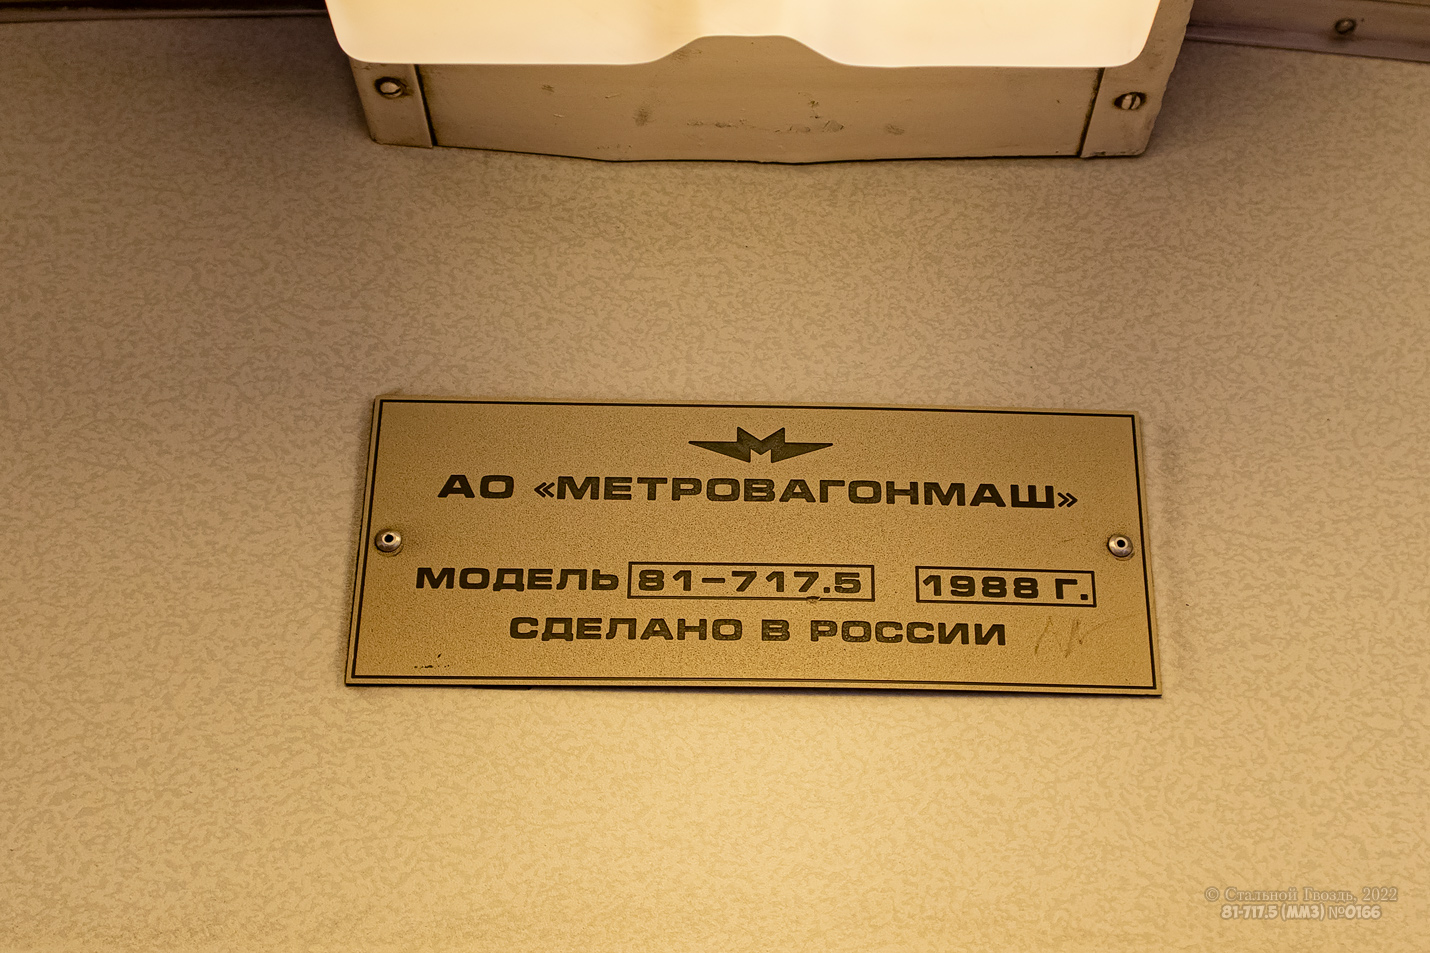 АО «МЕТРОВАГОНМАШ»
МОДЕЛЬ 81-717.5 1988 Г.
СДЕЛАНО В РОССИИ
© Стальной Гвоздь, 2022
81-717.5 (ММЗ) №0166